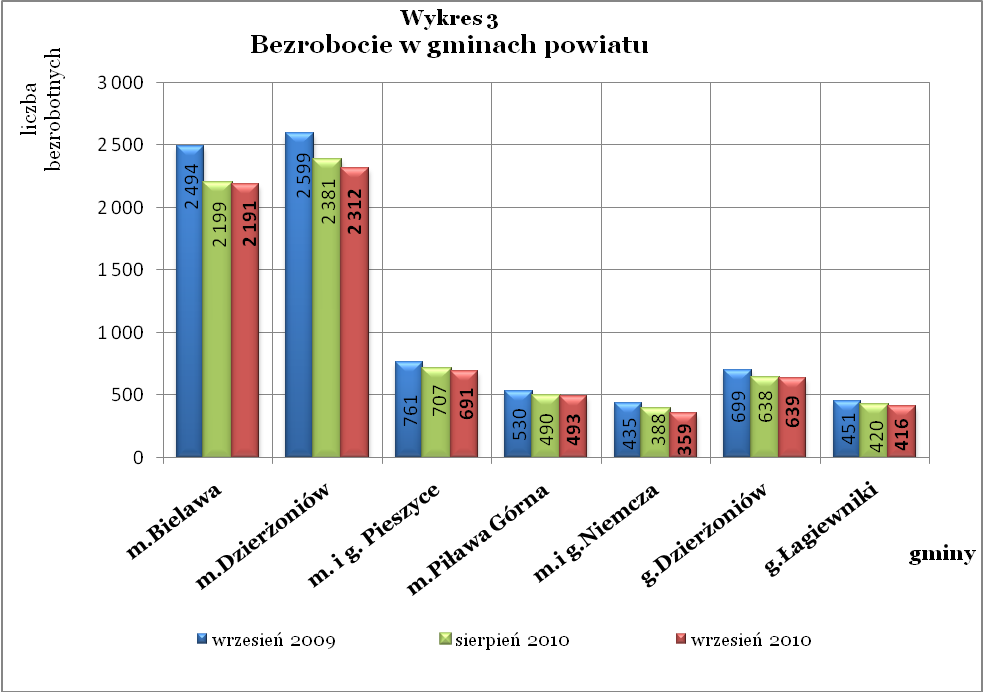 Wykres 3
Bezrobocie w gminach powiatu
liczba
bezrobotnych
3 000
2 500
2 000
1 500
1 000
500
0
2 494
2 199
2 191
2 599
2 381
2 312
761
707
691
530
490
493
435
388
359
699
638
639
451
420
416
m.Bielawa
m.Dzierżoniów
m. i g. Pieszyce
m.Piława Górna
m.i g.Niemcza
g.Dzierżoniów
g.Łagiewniki
gminy
wrzesień 2009
sierpień 2010
wrzesień 2010